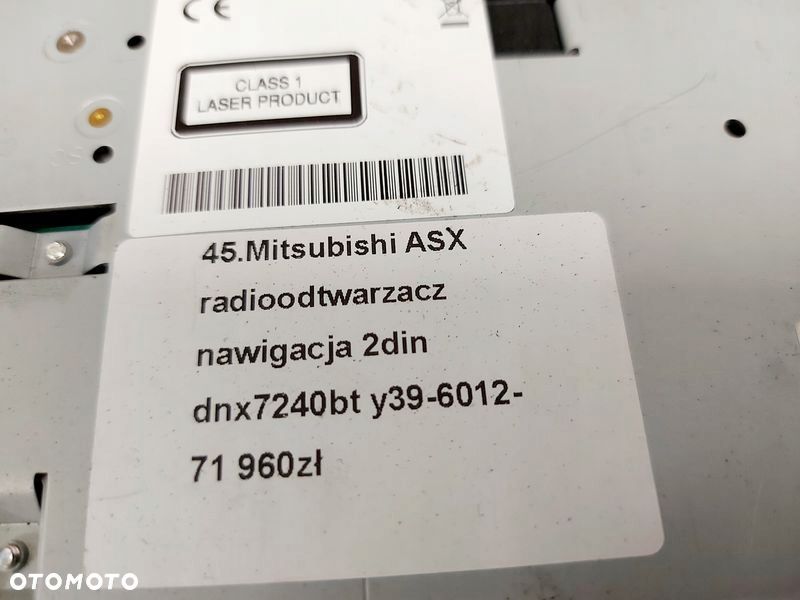 CE
CLASS 1
LASER PRODUCT
45.Mitsubishi ASX
radioodtwarzacz
nawigacja 2din
dnx7240bt y39-6012-
71 960zł
OTOMOTO